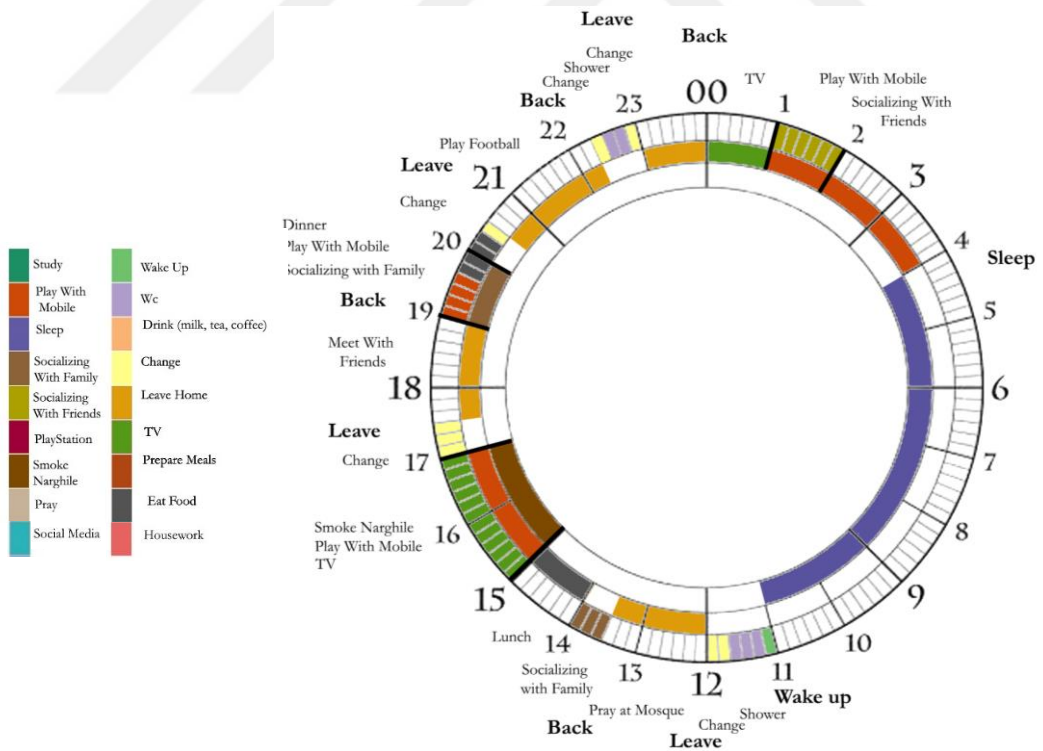 Study
Play With
Mobile
Sleep
Socializing
With Family
Socializing
With Friends
PlayStation
Smoke
Narghile
Pray
Social Media
Wake Up
Wc
Drink (milk, tea, coffee)
Change
Leave Home
TV
Prepare Meals
Eat Food
Housework
Back
00
TV
1
Play With Mobile
Socializing With
Friends
2
3
4
Sleep
5
6
7
8
9
10
11
Wake up
Shower
Change
Leave
12
Pray at Mosque
13
Back
Socializing
with Family
14
Lunch
15
Smoke Narghile
Play With Mobile
TV
16
17
Change
Leave
18
Meet With
Friends
19
Back
Dinner
Play With Mobile
Socializing with Family
20
Change
Leave
21
Play Football
22
Back
Change
Shower
Change
Leave
23